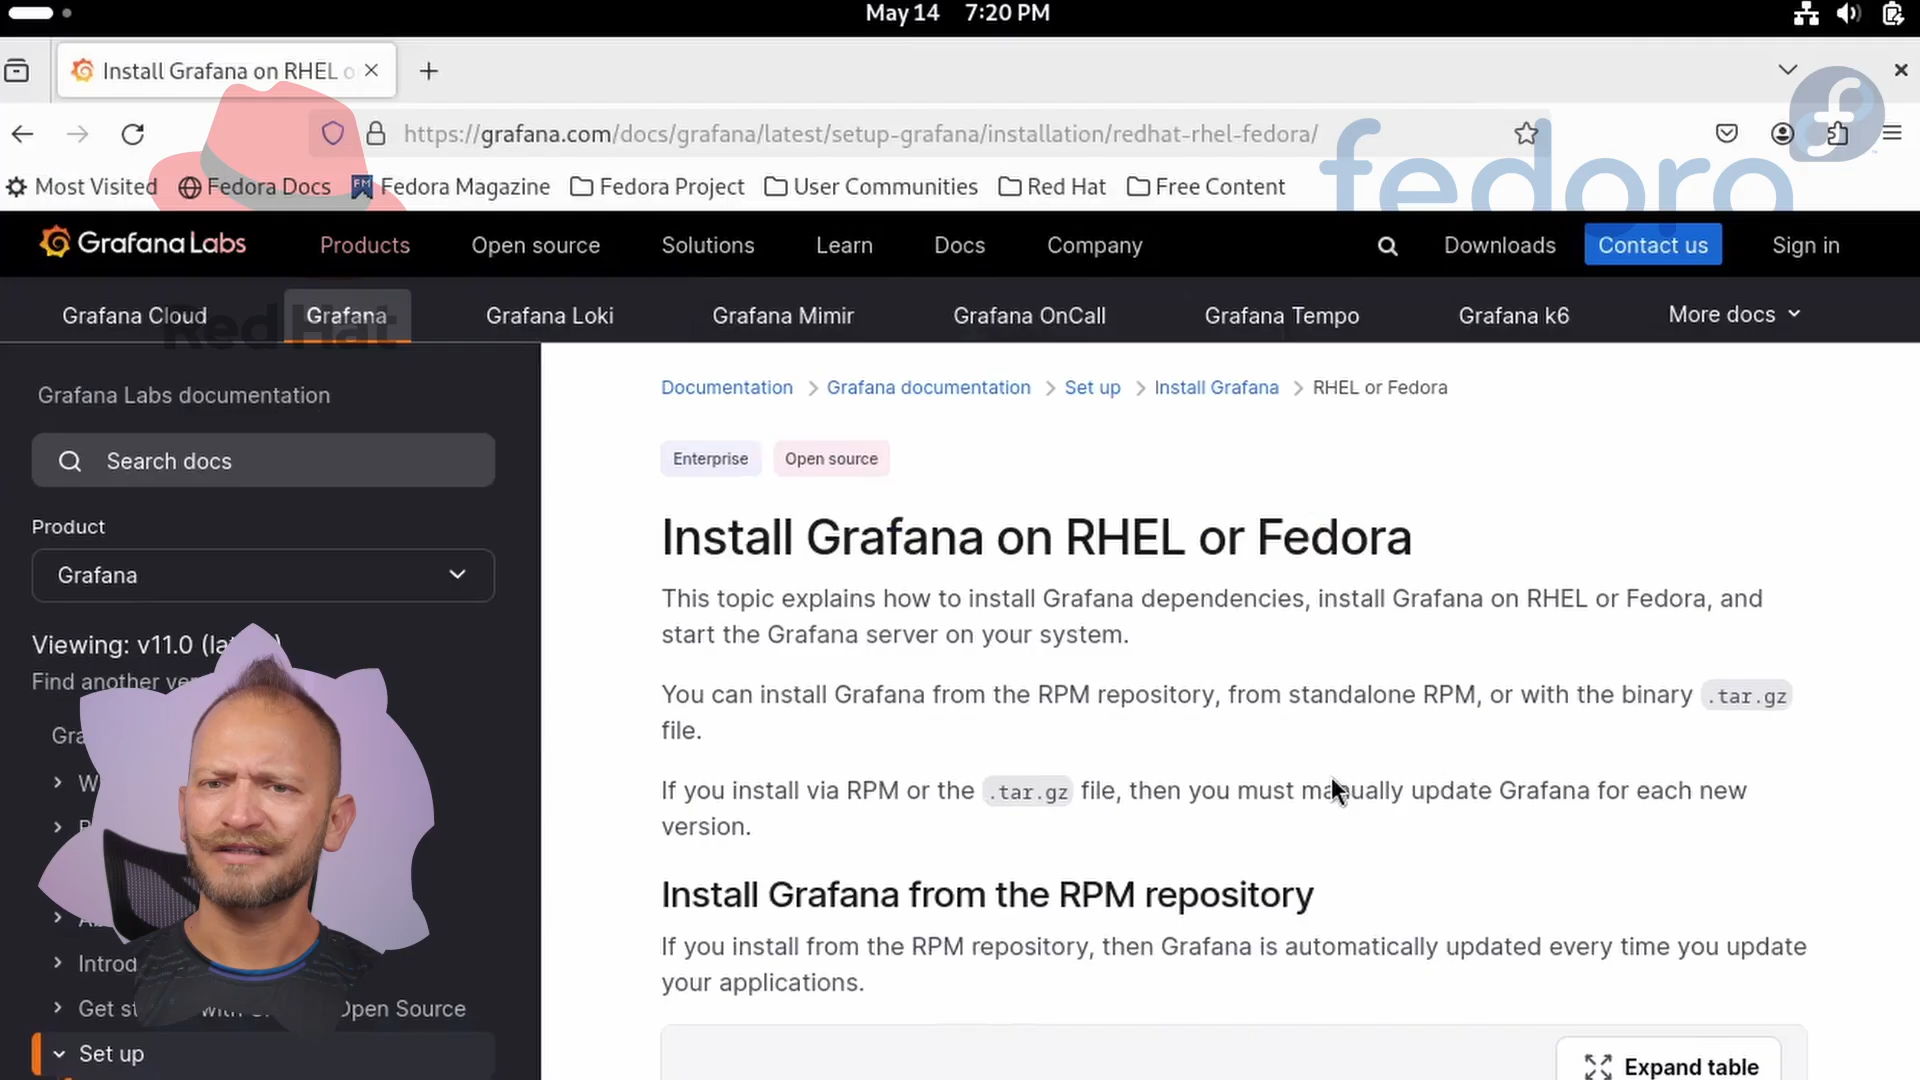 May 14 7:20 PM
Install Grafana on RHEL o
https://grafana.com/docs/grafana/latest/setup-grafana/installation/redhat-rhel-fedora/
Most Visited Fedora Docs Fedora Magazine Fedora Project User Communities Red Hat Free Content
fedora
Grafana Labs Products Open source Solutions Learn Docs Company Downloads Contact us Sign in
Grafana Cloud Grafana Grafana Loki Grafana Mimir Grafana OnCall Grafana Tempo Grafana k6 More docs
Red Hat
Grafana Labs documentation
Search docs
Product
Grafana
Viewing: v11.0 (la
Find another ve
Gra
W
Introd
Get st Open Source
Set up
Documentation > Grafana documentation > Set up > Install Grafana > RHEL or Fedora
Enterprise Open source
Install Grafana on RHEL or Fedora
This topic explains how to install Grafana dependencies, install Grafana on RHEL or Fedora, and
start the Grafana server on your system.
You can install Grafana from the RPM repository, from standalone RPM, or with the binary .tar.gz
file.
If you install via RPM or the .tar.gz file, then you must manually update Grafana for each new
version.
Install Grafana from the RPM repository
If you install from the RPM repository, then Grafana is automatically updated every time you update
your applications.
Expand table